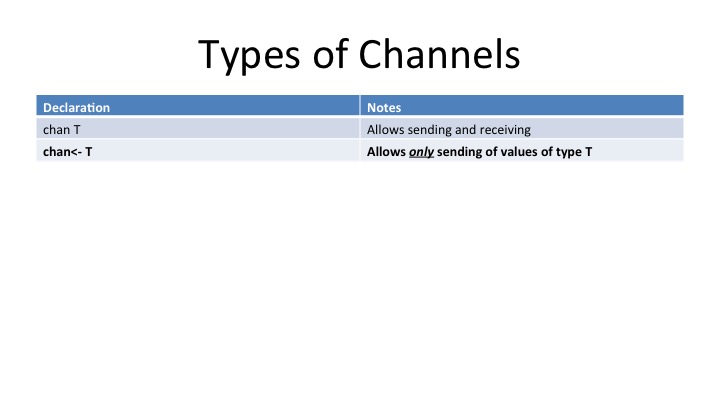 Types of Channels
Declaration Notes
chan T Allows sending and receiving
chan<- T Allows only sending of values of type T